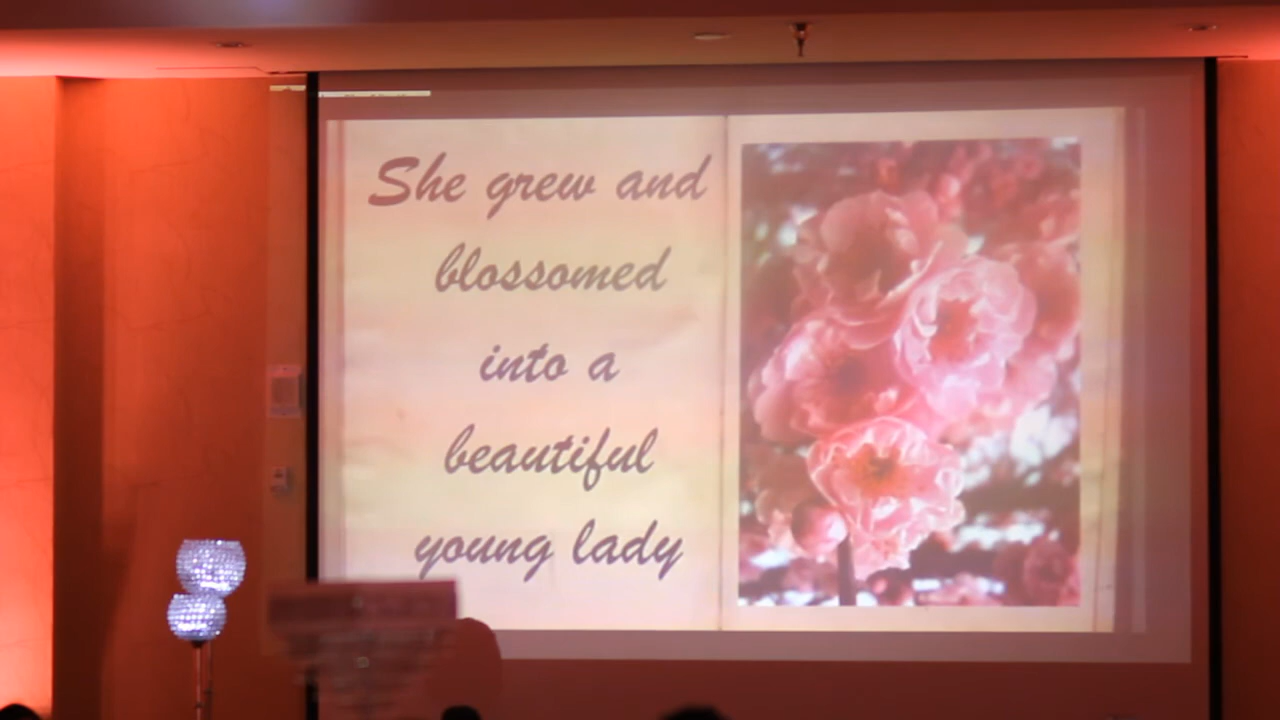 She grew and
blossomed
into a
beautiful
young lady